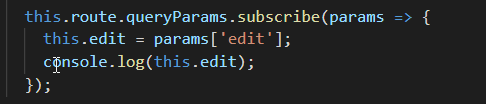 this.route.queryParams.subscribe(params => {
  this.edit = params['edit'];
  console.log(this.edit);
});